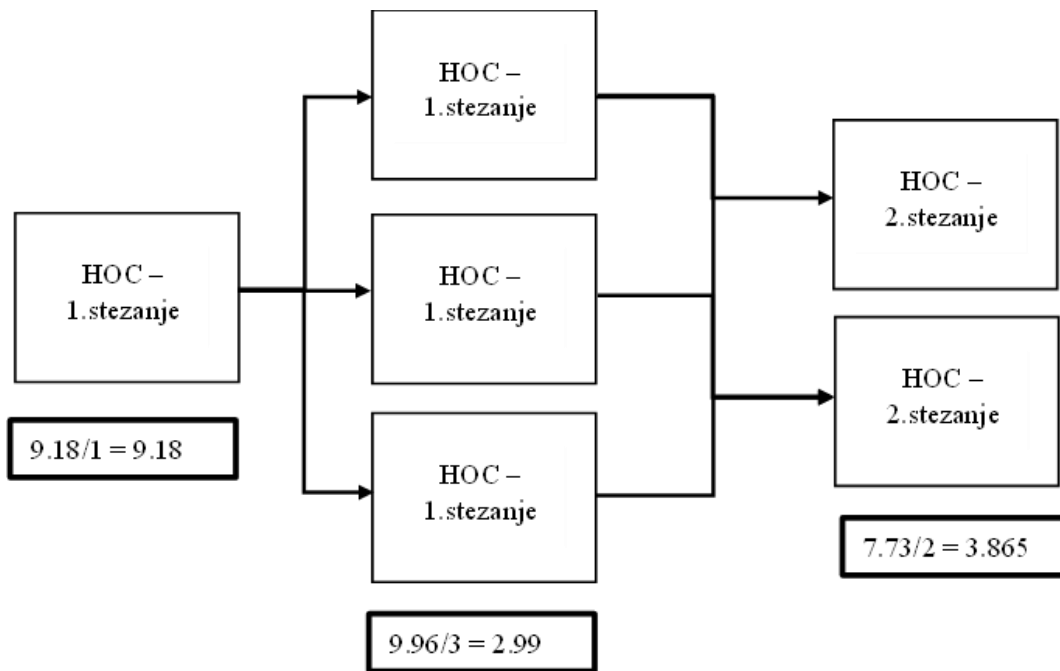 HOC –
1.stezanje
9.18/1 = 9.18
HOC –
1.stezanje
HOC –
1.stezanje
HOC –
1.stezanje
9.96/3 = 2.99
HOC –
2.stezanje
HOC –
2.stezanje
7.73/2 = 3.865